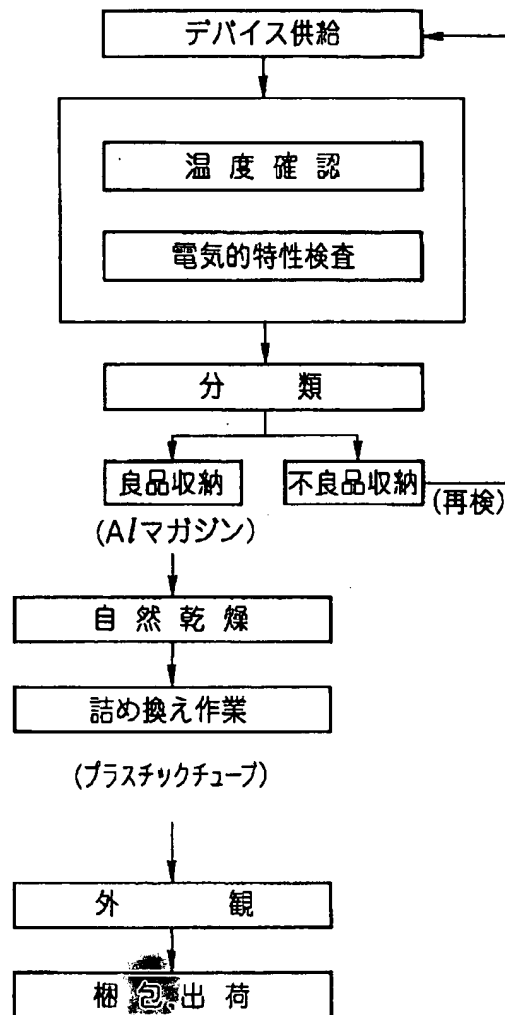 デバイス供給
温度確認
電気的特性検査
分類
良品収納
不良品収納
(再検)
(Alマガジン)
自然乾燥
詰め換え作業
(プラスチックチューブ)
外観
梱包出荷